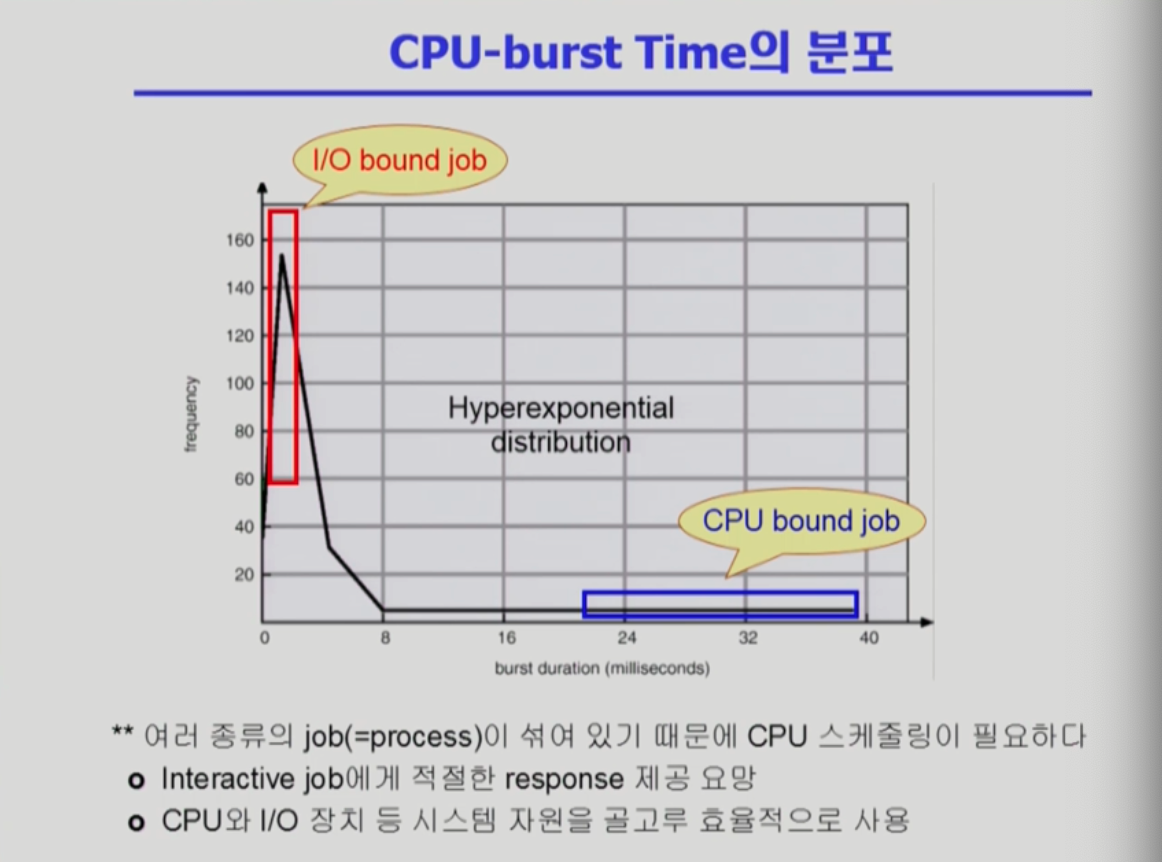 CPU-burst Time의 분포
I/O bound job
160
140
120
100
80
60
40
20
frequency
Hyperexponential
distribution
CPU bound job
0 8 16 24 32 40
burst duration (milliseconds)
** 여러 종류의 job(=process)이 섞여 있기 때문에 CPU 스케줄링이 필요하다
o Interactive job에게 적절한 response 제공 요망
o CPU와 I/O 장치 등 시스템 자원을 골고루 효율적으로 사용